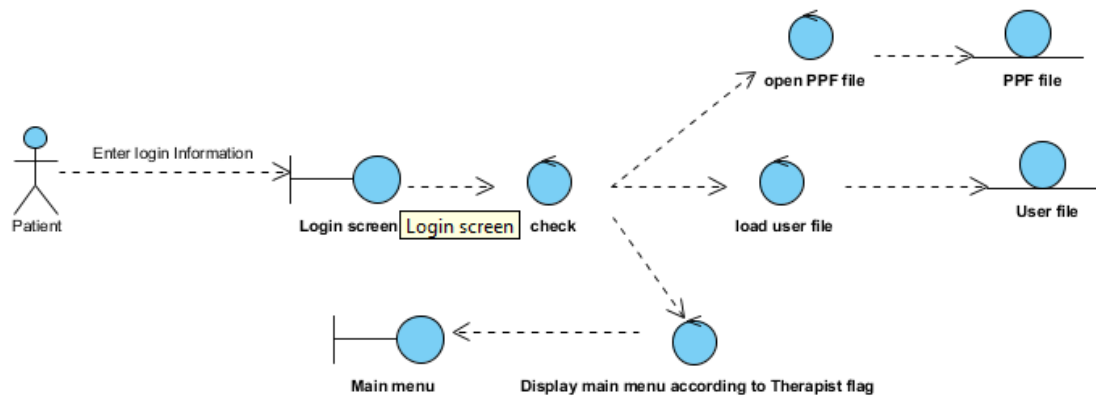 open PPF file
PPF file
Enter login Information
Patient
Login screen
Login screen
check
load user file
User file
Main menu
Display main menu according to Therapist flag